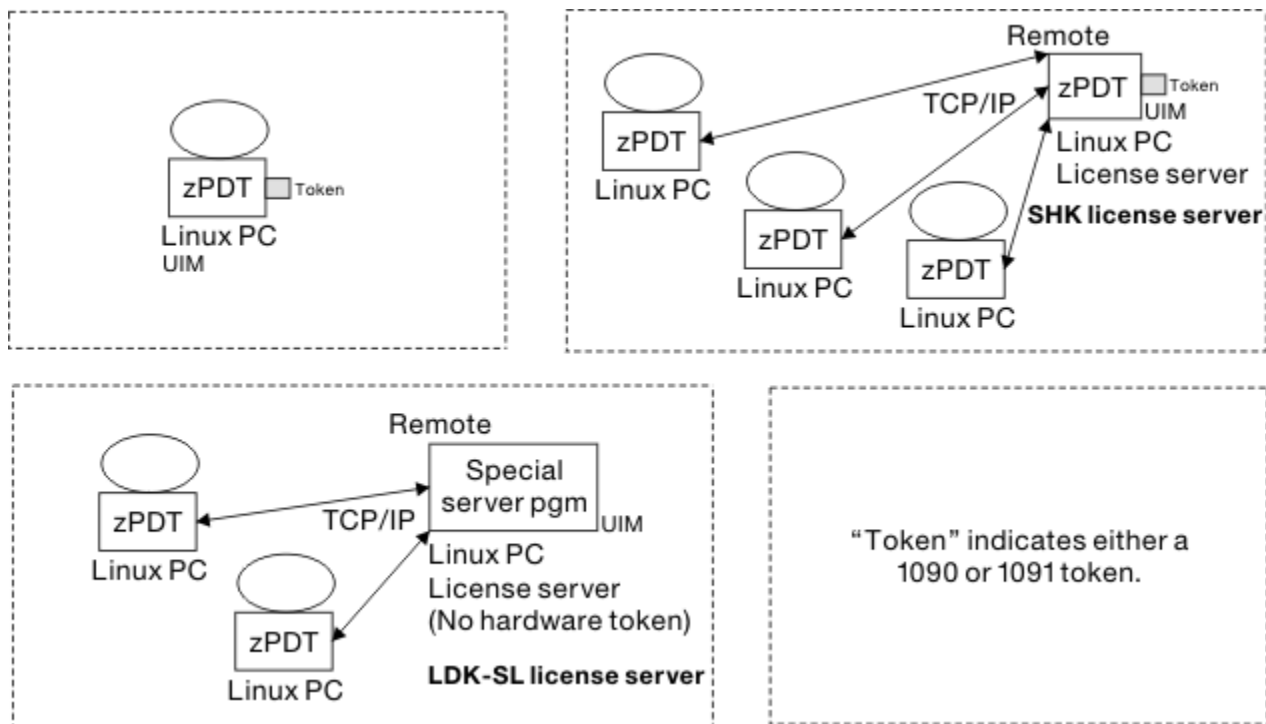 zPDT
Token
Linux PC
UIM
Remote
zPDT
Token
UIM
TCP/IP
Linux PC
License server
SHK license server
zPDT
Linux PC
zPDT
Linux PC
zPDT
Linux PC
Remote
Special
server pgm
UIM
TCP/IP
Linux PC
License server
(No hardware token)
LDK-SL license server
zPDT
Linux PC
zPDT
Linux PC
“Token” indicates either a
1090 or 1091 token.